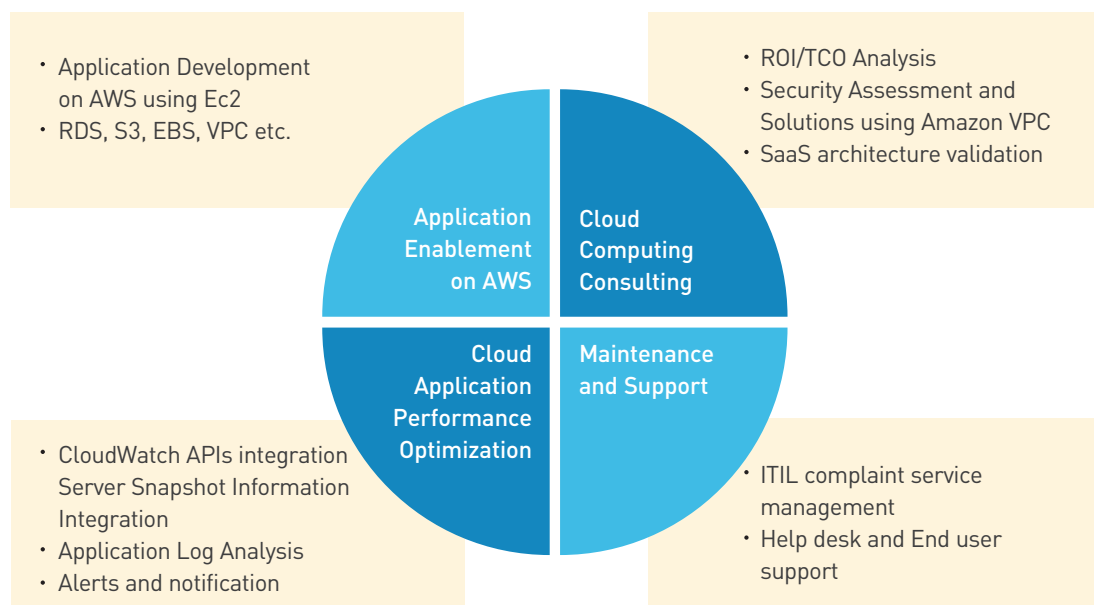 • Application Development
on AWS using Ec2
• RDS, S3, EBS, VPC etc.
• ROI/TCO Analysis
• Security Assessment and
Solutions using Amazon VPC
• SaaS architecture validation
Application
Enablement
on AWS
Cloud
Computing
Consulting
Cloud
Application
Performance
Optimization
Maintenance
and Support
• CloudWatch APIs integration
Server Snapshot Information
Integration
• Application Log Analysis
• Alerts and notification
• ITIL complaint service
management
• Help desk and End user
support